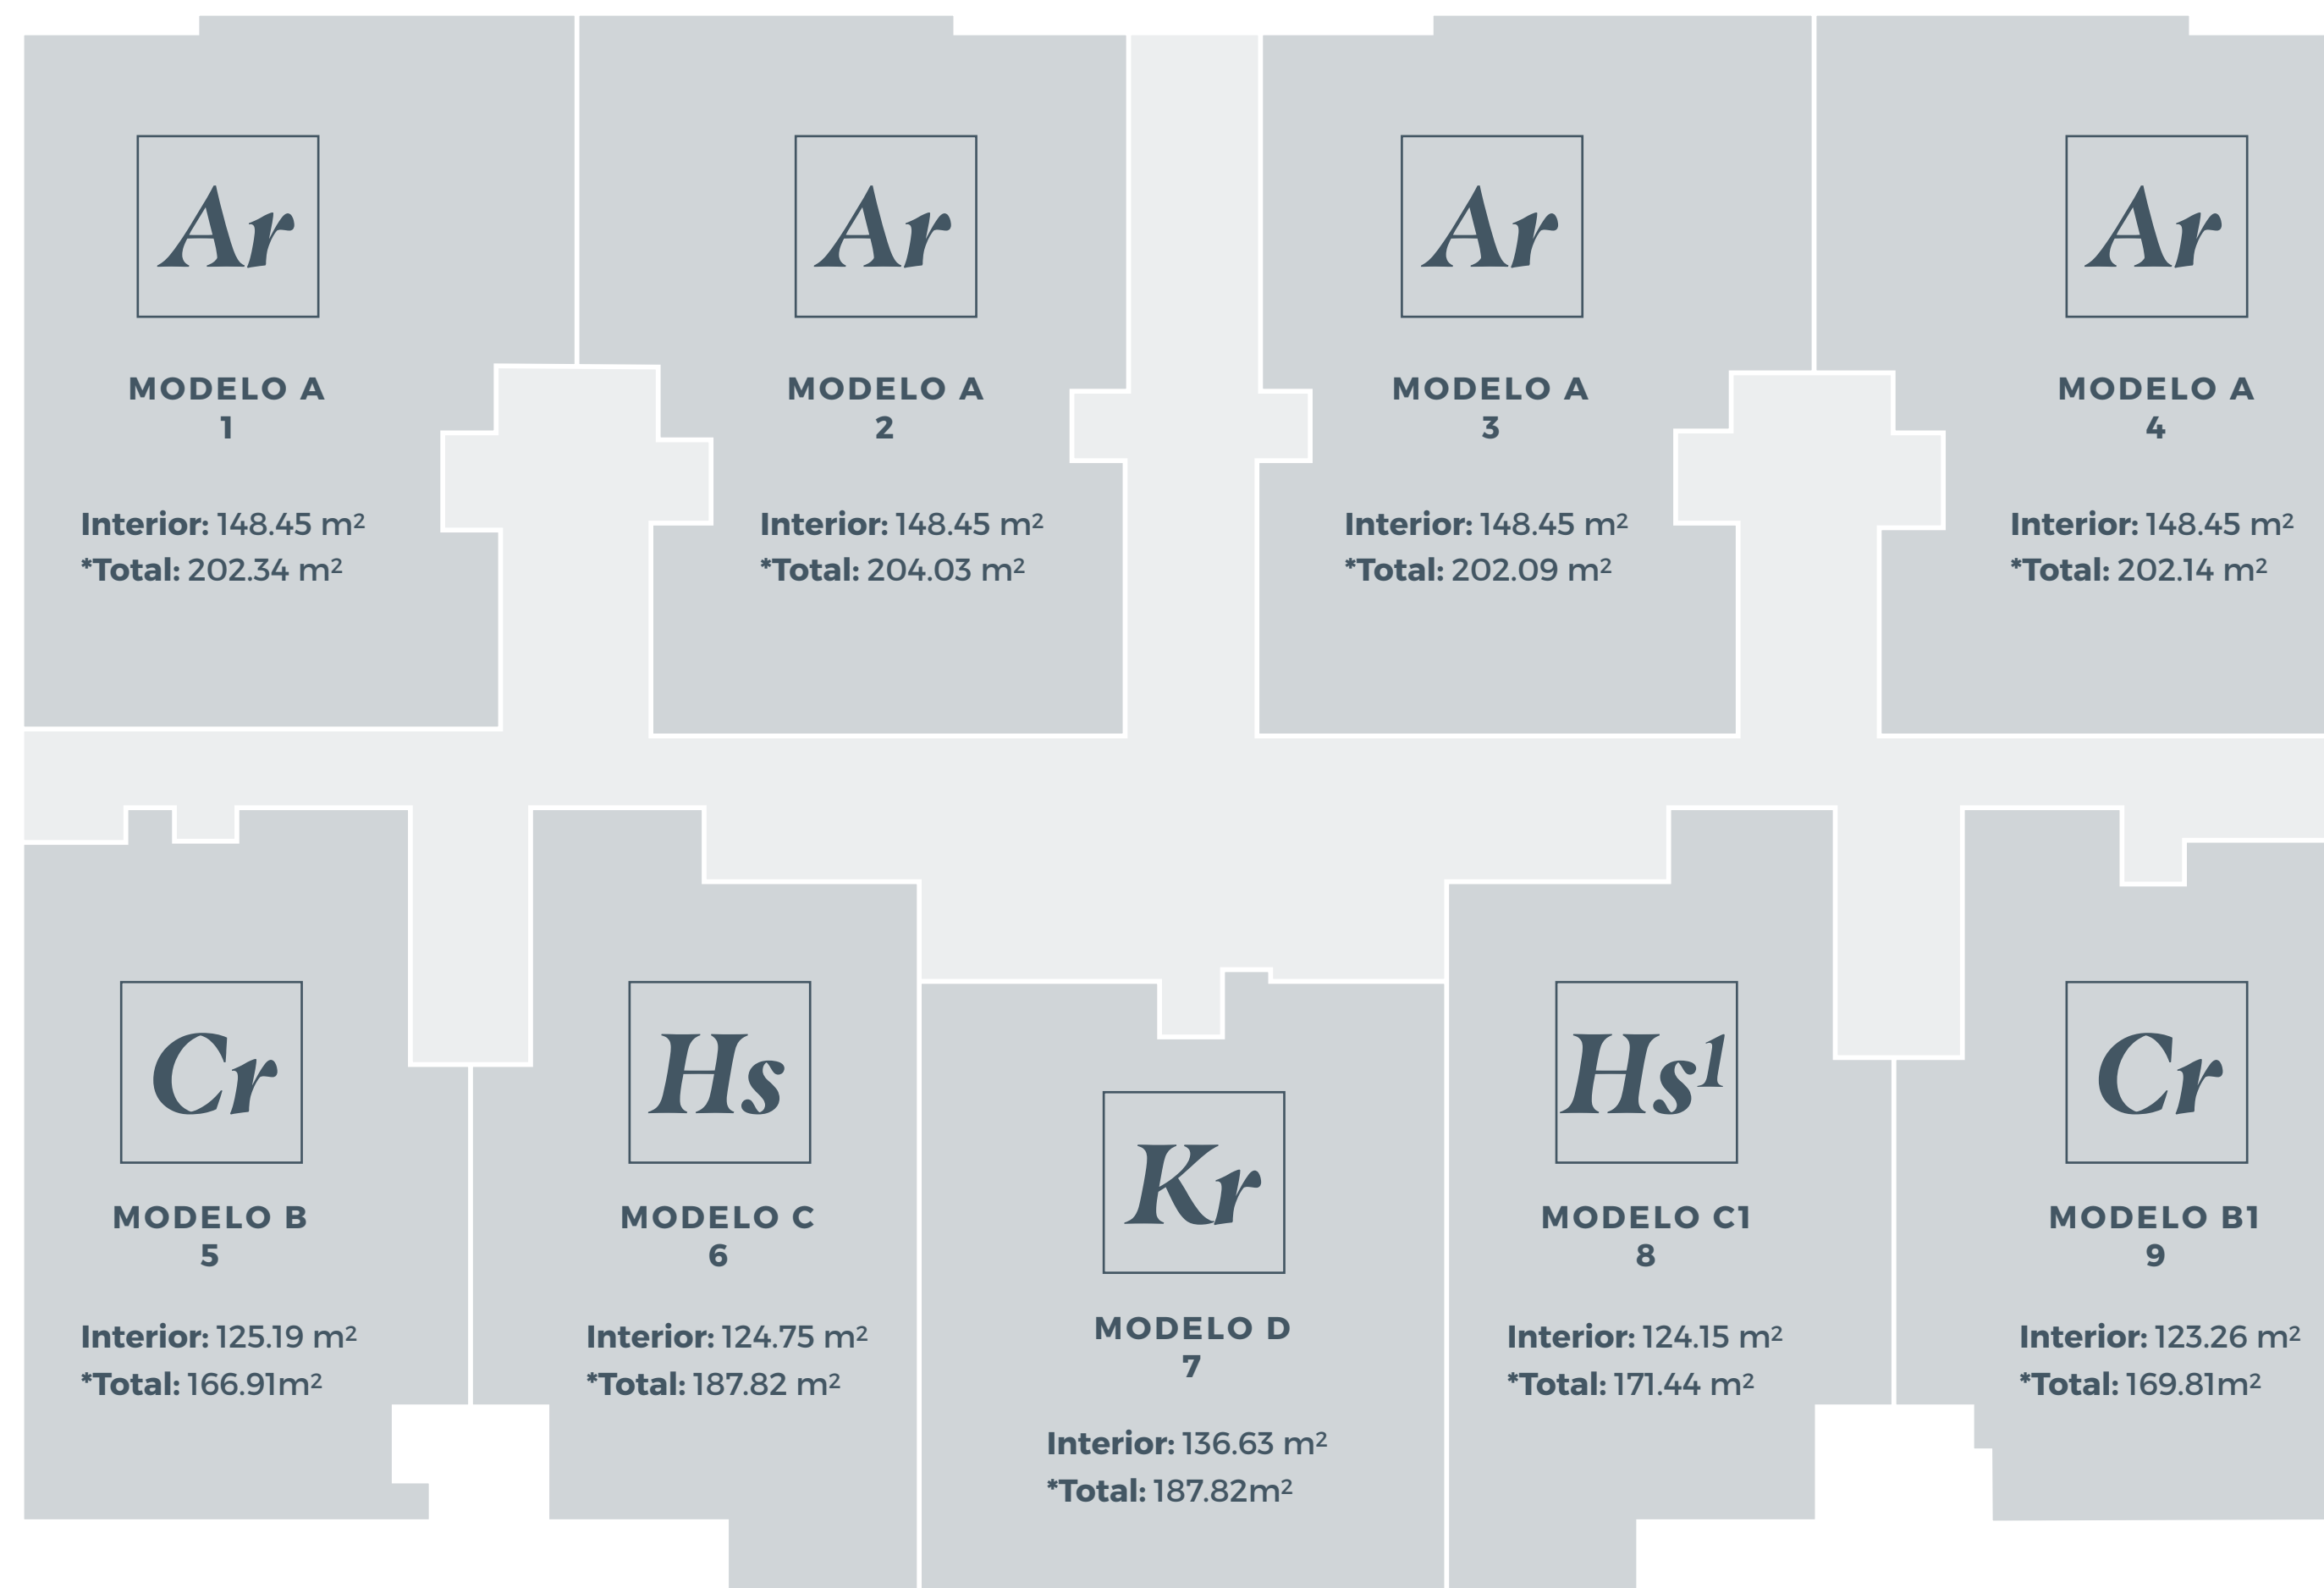 Ar
MODELO A
1
Interior: 148.45 m²
*Total: 202.34 m²
Ar
MODELO A
2
Interior: 148.45 m²
*Total: 204.03 m²
Ar
MODELO A
3
Interior: 148.45 m²
*Total: 202.09 m²
Ar
MODELO A
4
Interior: 148.45 m²
*Total: 202.14 m²
Cr
MODELO B
5
Interior: 125.19 m²
*Total: 166.91m²
Hs
MODELO C
6
Interior: 124.75 m²
*Total: 187.82 m²
Kr
MODELO D
7
Interior: 136.63 m²
*Total: 187.82m²
Hs¹
MODELO C1
8
Interior: 124.15 m²
*Total: 171.44 m²
Cr
MODELO B1
9
Interior: 123.26 m²
*Total: 169.81m²